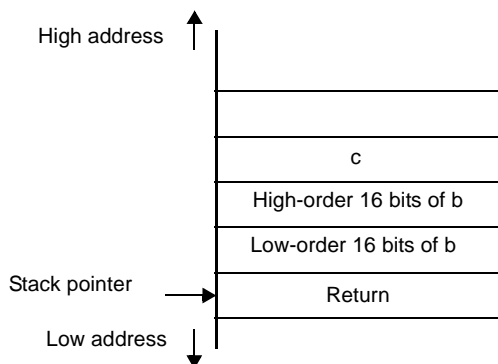 High address
c
High-order 16 bits of b
Low-order 16 bits of b
Stack pointer
Return
Low address